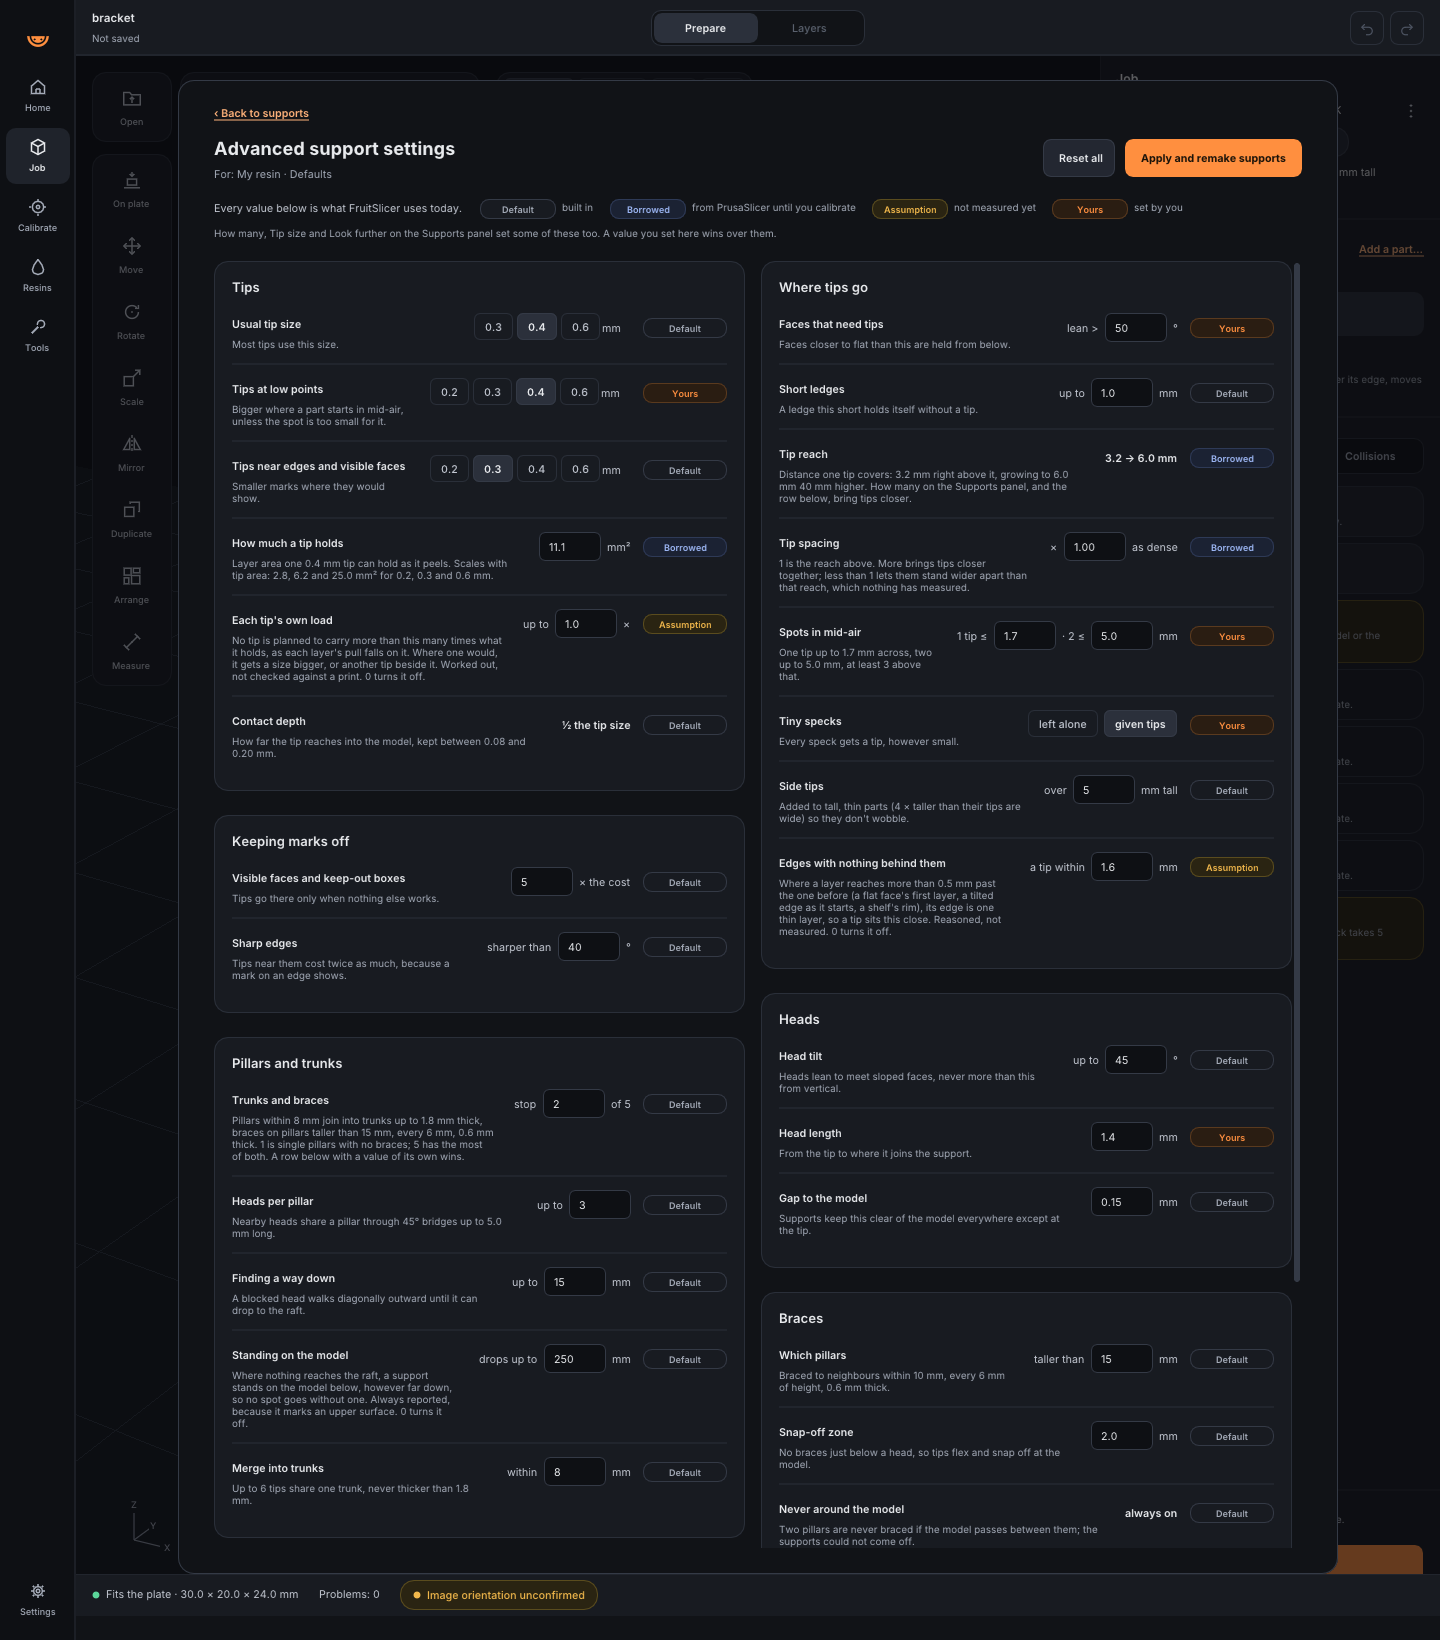 bracket
Not saved
Prepare
Layers
Home
Job
Calibrate
Resins
Tools
Settings
Open
On plate
Move
Rotate
Scale
Mirror
Duplicate
Arrange
Measure
‹ Back to supports
Advanced support settings
For: My resin · Defaults
Reset all
Apply and remake supports
Every value below is what FruitSlicer uses today.
Default
built in
Borrowed
from PrusaSlicer until you calibrate
Assumption
not measured yet
Yours
set by you
How many, Tip size and Look further on the Supports panel set some of these too. A value you set here wins over them.
Tips
Usual tip size
0.3 0.4 0.6 mm
Default
Most tips use this size.
Tips at low points
0.2 0.3 0.4 0.6 mm
Yours
Bigger where a part starts in mid-air,
unless the spot is too small for it.
Tips near edges and visible faces
0.2 0.3 0.4 0.6 mm
Default
Smaller marks where they would
show.
How much a tip holds
11.1 mm²
Borrowed
Layer area one 0.4 mm tip can hold as it peels. Scales with
tip area: 2.8, 6.2 and 25.0 mm² for 0.2, 0.3 and 0.6 mm.
Each tip's own load
up to 1.0 ×
Assumption
No tip is planned to carry more than this many times what
it holds, as each layer's pull falls on it. Where one would,
it gets a size bigger, or another tip beside it. Worked out,
not checked against a print. 0 turns it off.
Contact depth
½ the tip size
Default
How far the tip reaches into the model, kept between 0.08 and
0.20 mm.
Keeping marks off
Visible faces and keep-out boxes
5 × the cost
Default
Tips go there only when nothing else works.
Sharp edges
sharper than 40 °
Default
Tips near them cost twice as much, because a
mark on an edge shows.
Pillars and trunks
Trunks and braces
stop 2 of 5
Default
Pillars within 8 mm join into trunks up to 1.8 mm thick,
braces on pillars taller than 15 mm, every 6 mm, 0.6 mm
thick. 1 is single pillars with no braces; 5 has the most
of both. A row below with a value of its own wins.
Heads per pillar
up to 3
Default
Nearby heads share a pillar through 45° bridges up to 5.0
mm long.
Finding a way down
up to 15 mm
Default
A blocked head walks diagonally outward until it can
drop to the raft.
Standing on the model
drops up to 250 mm
Default
Where nothing reaches the raft, a support
stands on the model below, however far down,
so no spot goes without one. Always reported,
because it marks an upper surface. 0 turns it
off.
Merge into trunks
within 8 mm
Default
Up to 6 tips share one trunk, never thicker than 1.8
mm.
Where tips go
Faces that need tips
lean > 50 °
Yours
Faces closer to flat than this are held from below.
Short ledges
up to 1.0 mm
Default
A ledge this short holds itself without a tip.
Tip reach
3.2 → 6.0 mm
Borrowed
Distance one tip covers: 3.2 mm right above it, growing to 6.0
mm 40 mm higher. How many on the Supports panel, and the
row below, bring tips closer.
Tip spacing
× 1.00 as dense
Borrowed
1 is the reach above. More brings tips closer
together; less than 1 lets them stand wider apart than
that reach, which nothing has measured.
Spots in mid-air
1 tip ≤ 1.7 · 2 ≤ 5.0 mm
Yours
One tip up to 1.7 mm across, two
up to 5.0 mm, at least 3 above
that.
Tiny specks
left alone
given tips
Yours
Every speck gets a tip, however small.
Side tips
over 5 mm tall
Default
Added to tall, thin parts (4 × taller than their tips are
wide) so they don't wobble.
Edges with nothing behind them
a tip within 1.6 mm
Assumption
Where a layer reaches more than 0.5 mm past
the one before (a flat face's first layer, a tilted
edge as it starts, a shelf's rim), its edge is one
thin layer, so a tip sits this close. Reasoned, not
measured. 0 turns it off.
Heads
Head tilt
up to 45 °
Default
Heads lean to meet sloped faces, never more than this
from vertical.
Head length
1.4 mm
Yours
From the tip to where it joins the support.
Gap to the model
0.15 mm
Default
Supports keep this clear of the model everywhere except at
the tip.
Braces
Which pillars
taller than 15 mm
Default
Braced to neighbours within 10 mm, every 6 mm
of height, 0.6 mm thick.
Snap-off zone
2.0 mm
Default
No braces just below a head, so tips flex and snap off at the
model.
Never around the model
always on
Default
Two pillars are never braced if the model passes between them; the
supports could not come off.
mm tall
Add a part...
er its edge, moves
Collisions
del or the
ate.
ate.
ate.
ate.
ck takes 5
Z
Y
X
Fits the plate · 30.0 × 20.0 × 24.0 mm
Problems: 0
Image orientation unconfirmed